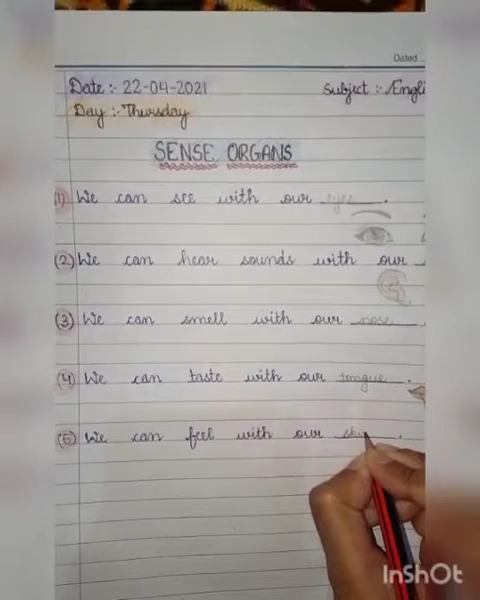 Dated ..
Date :- 22-04-2021 Subject :- Engli
Day :- Thursday
SENSE ORGANS
(1) We can see with our eyes.
(2) We can hear sounds with our
(3) We can smell with our nose.
(4) We can taste with our tongue.
(5) We can feel with our ski.
InShOt